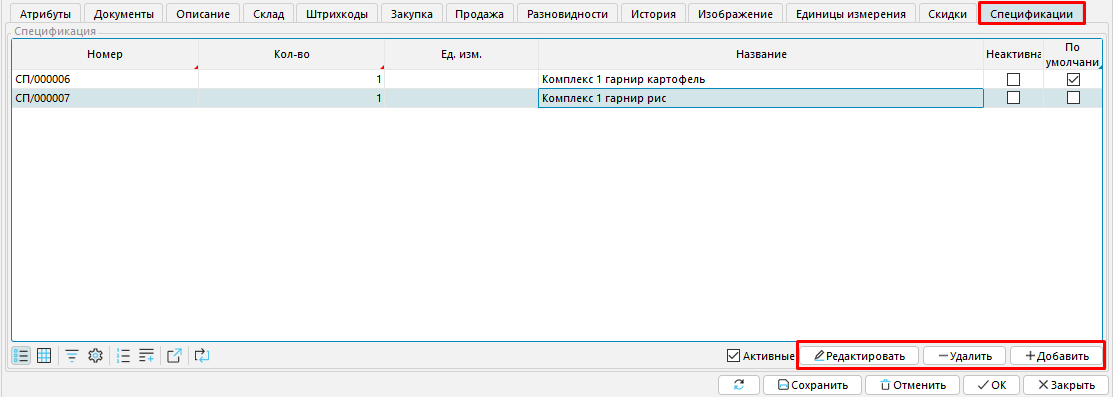 Атрибуты Документы Описание Склад Штрихкоды Закупка Продажа Разновидности История Изображение Единицы измерения Скидки Спецификации
Спецификация
Номер Кол-во Ед. изм. Название Неактивна По умолчани
СП/000006 1 Комплекс 1 гарнир картофель
СП/000007 1 Комплекс 1 гарнир рис
Активные Редактировать Удалить Добавить
Сохранить Отменить OK Закрыть